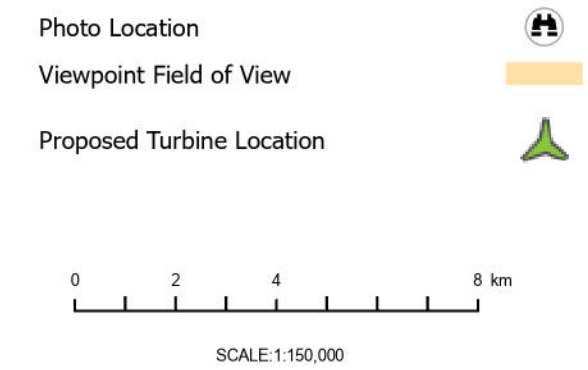 Photo Location
Viewpoint Field of View
Proposed Turbine Location
0 2 4 8 km
SCALE:1:150,000